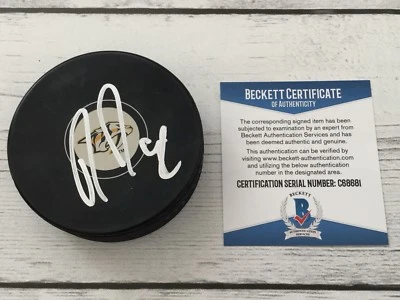 BECKETT CERTIFICATE
OF AUTHENTICITY
The corresponding signed item has been
subjected to examination by an expert from
Beckett Authentication Services and has
been deemed authentic and genuine.
This authentication can be verified by
visiting www.beckett-authentication.com and
utilizing the below number in the
designated area.
CERTIFICATION SERIAL NUMBER: C88681
BECKETT
B